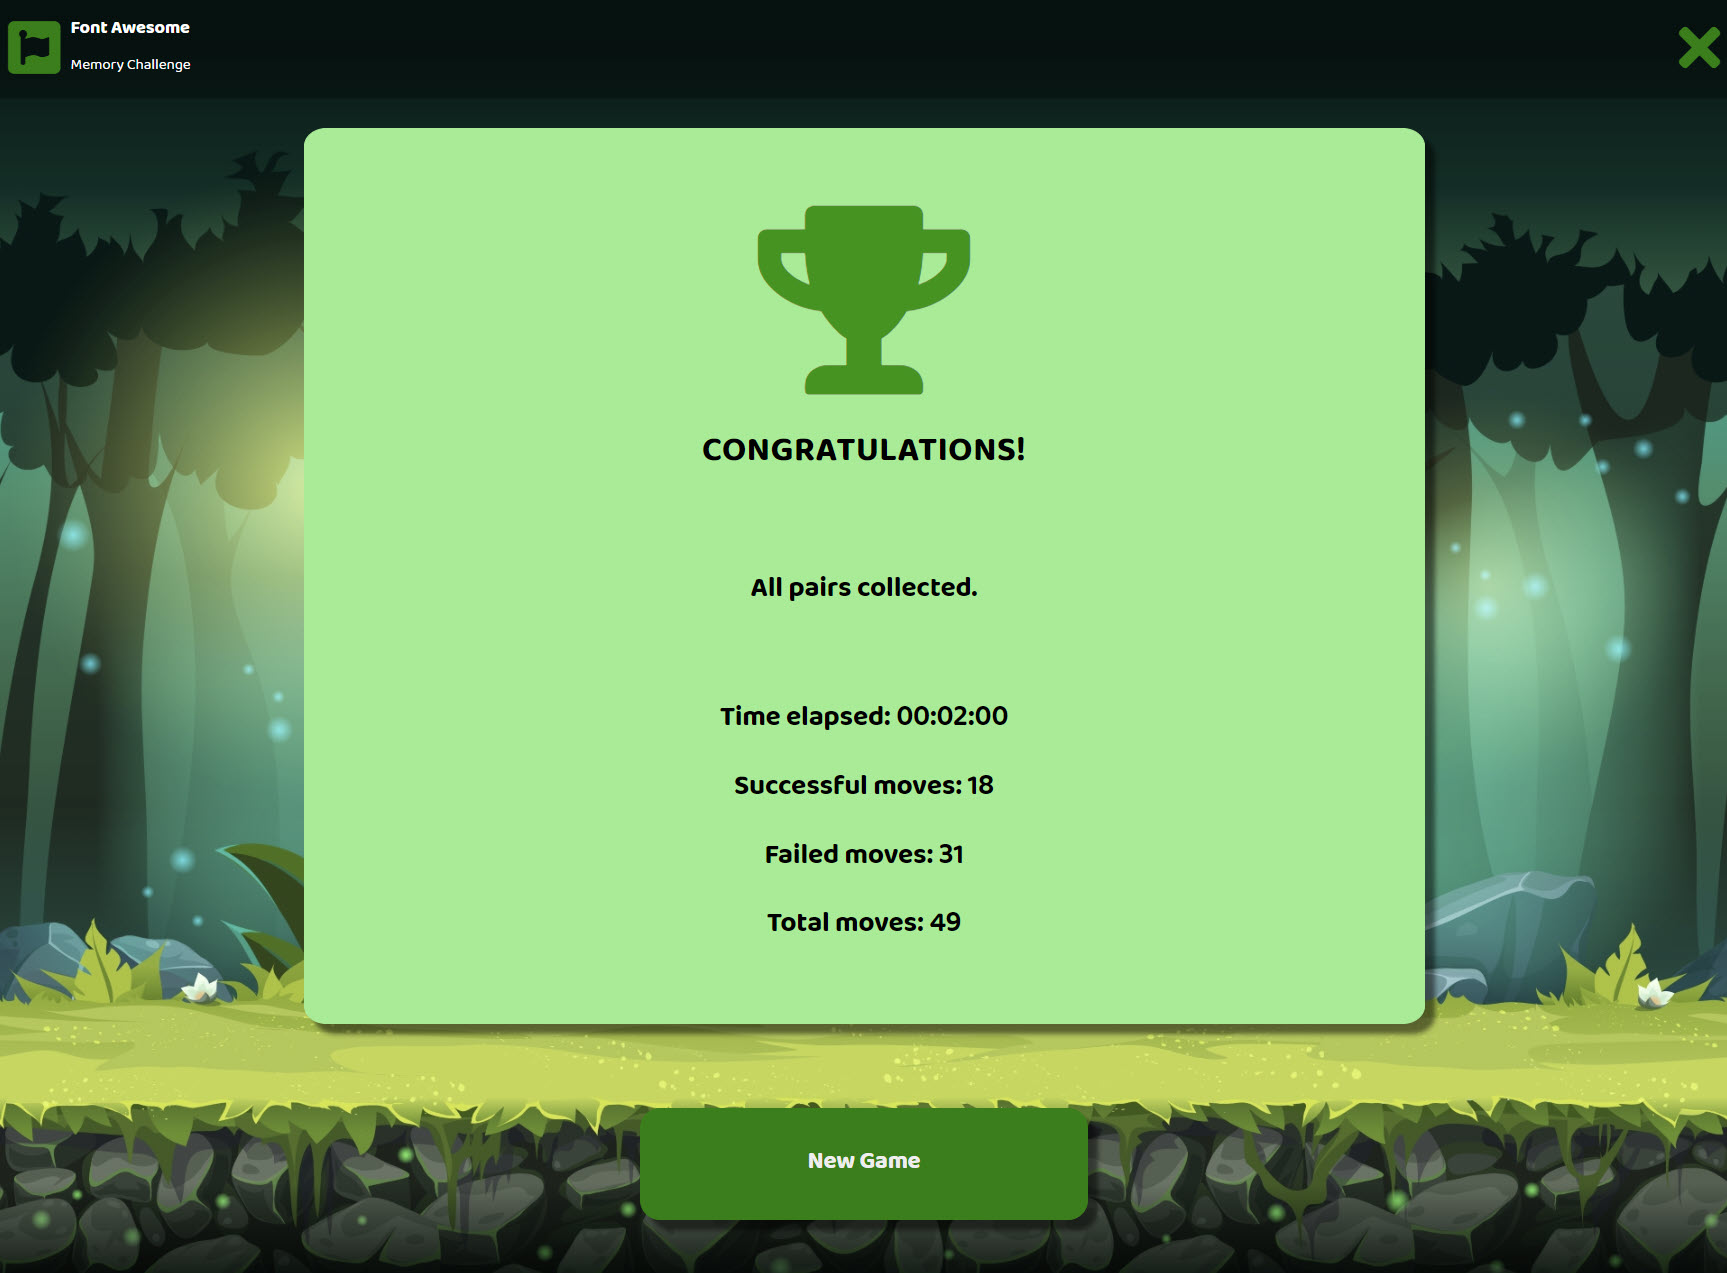 Font Awesome
Memory Challenge
CONGRATULATIONS!
All pairs collected.
Time elapsed: 00:02:00
Successful moves: 18
Failed moves: 31
Total moves: 49
New Game